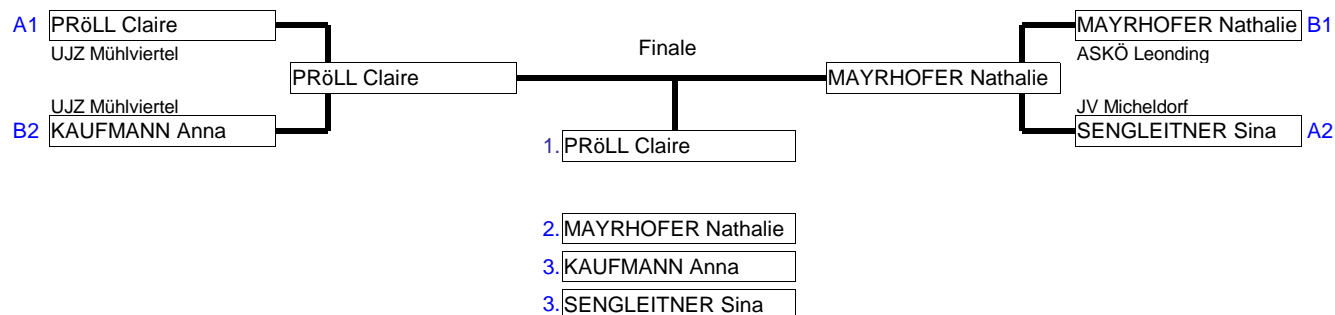 A1 PRöLL Claire
UJZ Mühlviertel
PRöLL Claire
UJZ Mühlviertel
B2 KAUFMANN Anna
Finale
MAYRHOFER Nathalie B1
ASKÖ Leonding
MAYRHOFER Nathalie
JV Micheldorf
SENGLEITNER Sina A2
1. PRöLL Claire
2. MAYRHOFER Nathalie
3. KAUFMANN Anna
3. SENGLEITNER Sina